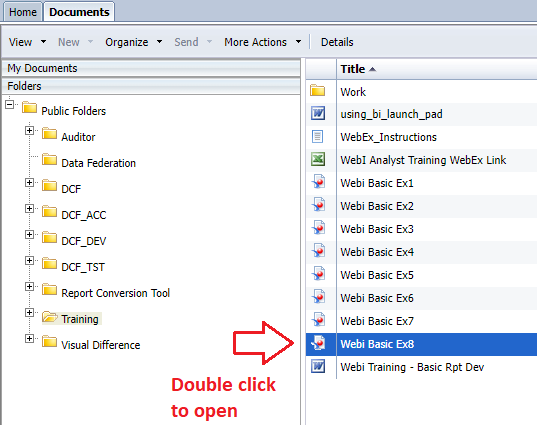 Home Documents
View New Organize Send More Actions Details
My Documents
Folders
Public Folders
Auditor
Data Federation
DCF
DCF_ACC
DCF_DEV
DCF_TST
Report Conversion Tool
Training
Visual Difference
Title
Work
using_bi_launch_pad
WebEx_Instructions
WebI Analyst Training WebEx Link
Webi Basic Ex1
Webi Basic Ex2
Webi Basic Ex3
Webi Basic Ex4
Webi Basic Ex5
Webi Basic Ex6
Webi Basic Ex7
Webi Basic Ex8
Webi Training - Basic Rpt Dev
Double click
to open